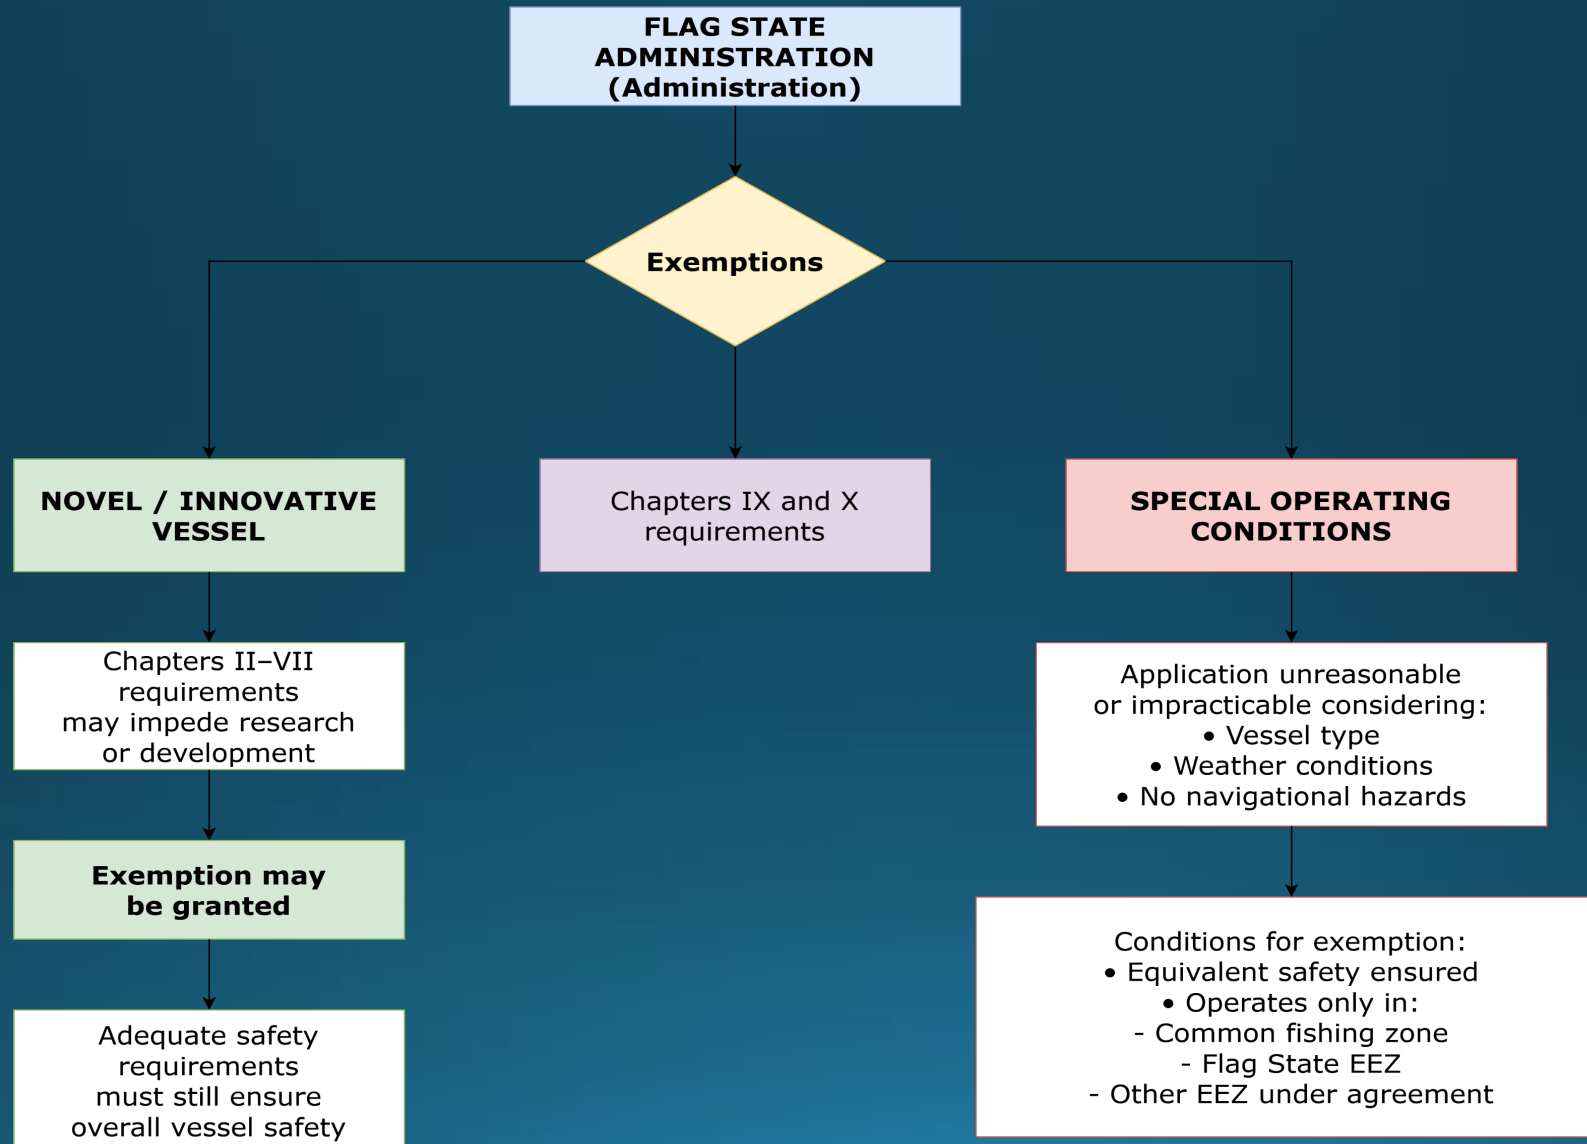 FLAG STATE
ADMINISTRATION
(Administration)
Exemptions
NOVEL / INNOVATIVE
VESSEL
Chapters IX and X
requirements
SPECIAL OPERATING
CONDITIONS
Chapters II–VII
requirements
may impede research
or development
Application unreasonable
or impracticable considering:
• Vessel type
• Weather conditions
• No navigational hazards
Exemption may
be granted
Conditions for exemption:
• Equivalent safety ensured
• Operates only in:
- Common fishing zone
- Flag State EEZ
- Other EEZ under agreement
Adequate safety
requirements
must still ensure
overall vessel safety